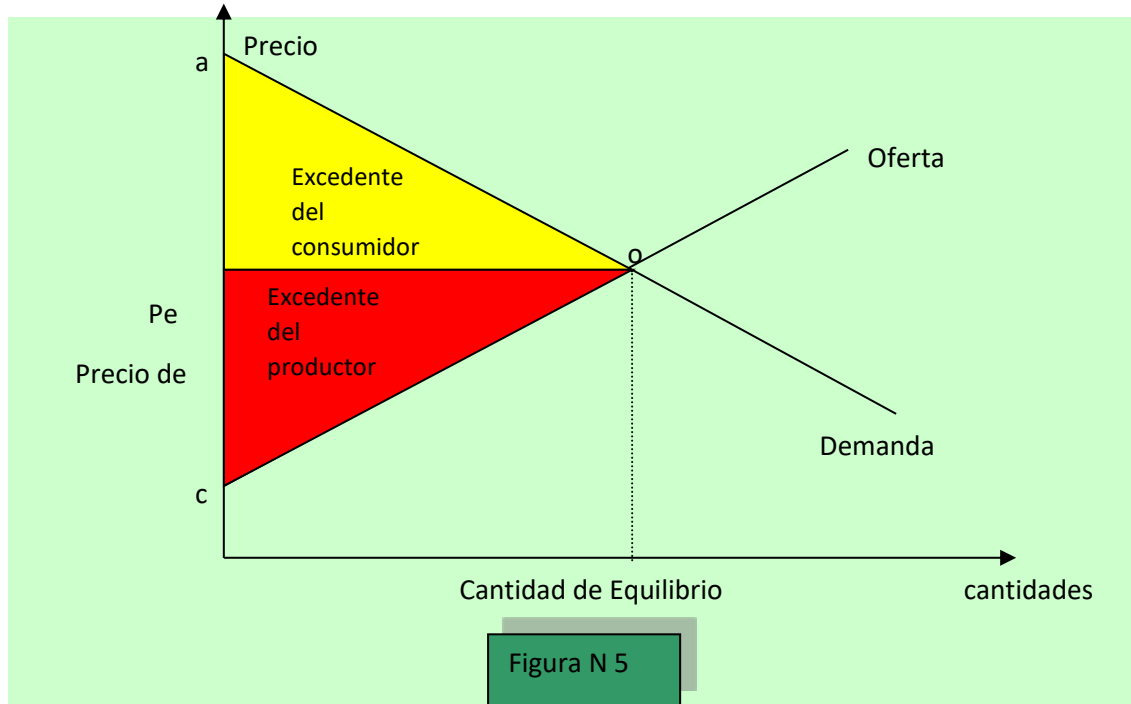 Precio
a
Oferta
Excedente
del
consumidor
o
Excedente
del
productor
Pe
Precio de
Demanda
c
Cantidad de Equilibrio
cantidades
Figura N 5